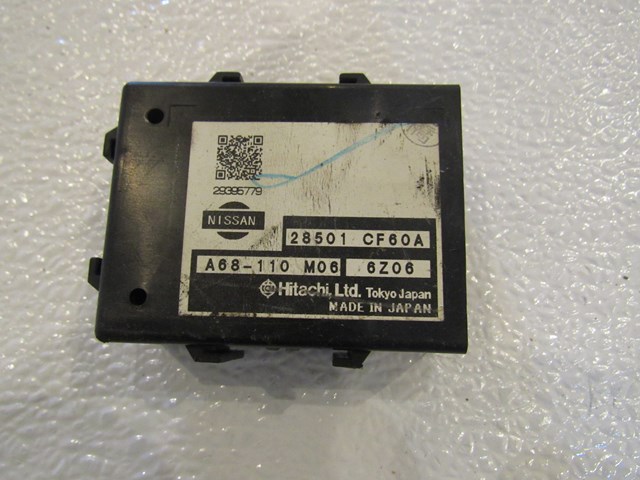 29395779
NISSAN
28501 CF60A
A68-110 M06 6Z06
Hitachi, Ltd. Tokyo Japan
MADE IN JAPAN